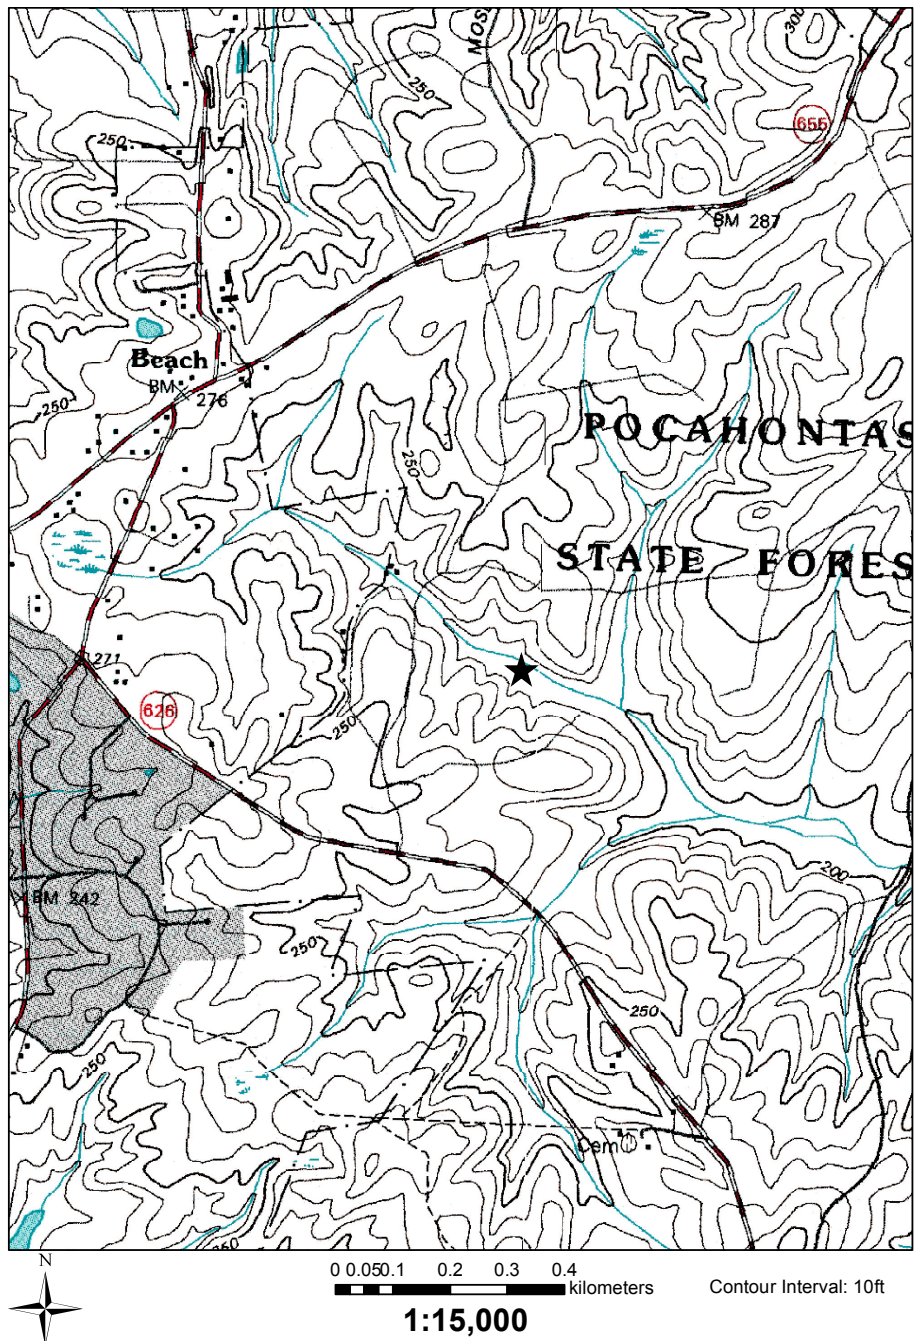 300
MOS
250
655
250
BM 287
Beach
BM 276
250
POCAHONTAS
250
STATE FORES
271
626
250
BM 242
200
250
250
250
Cem
250
N
0 0.050.1 0.2 0.3 0.4
kilometers
Contour Interval: 10ft
1:15,000